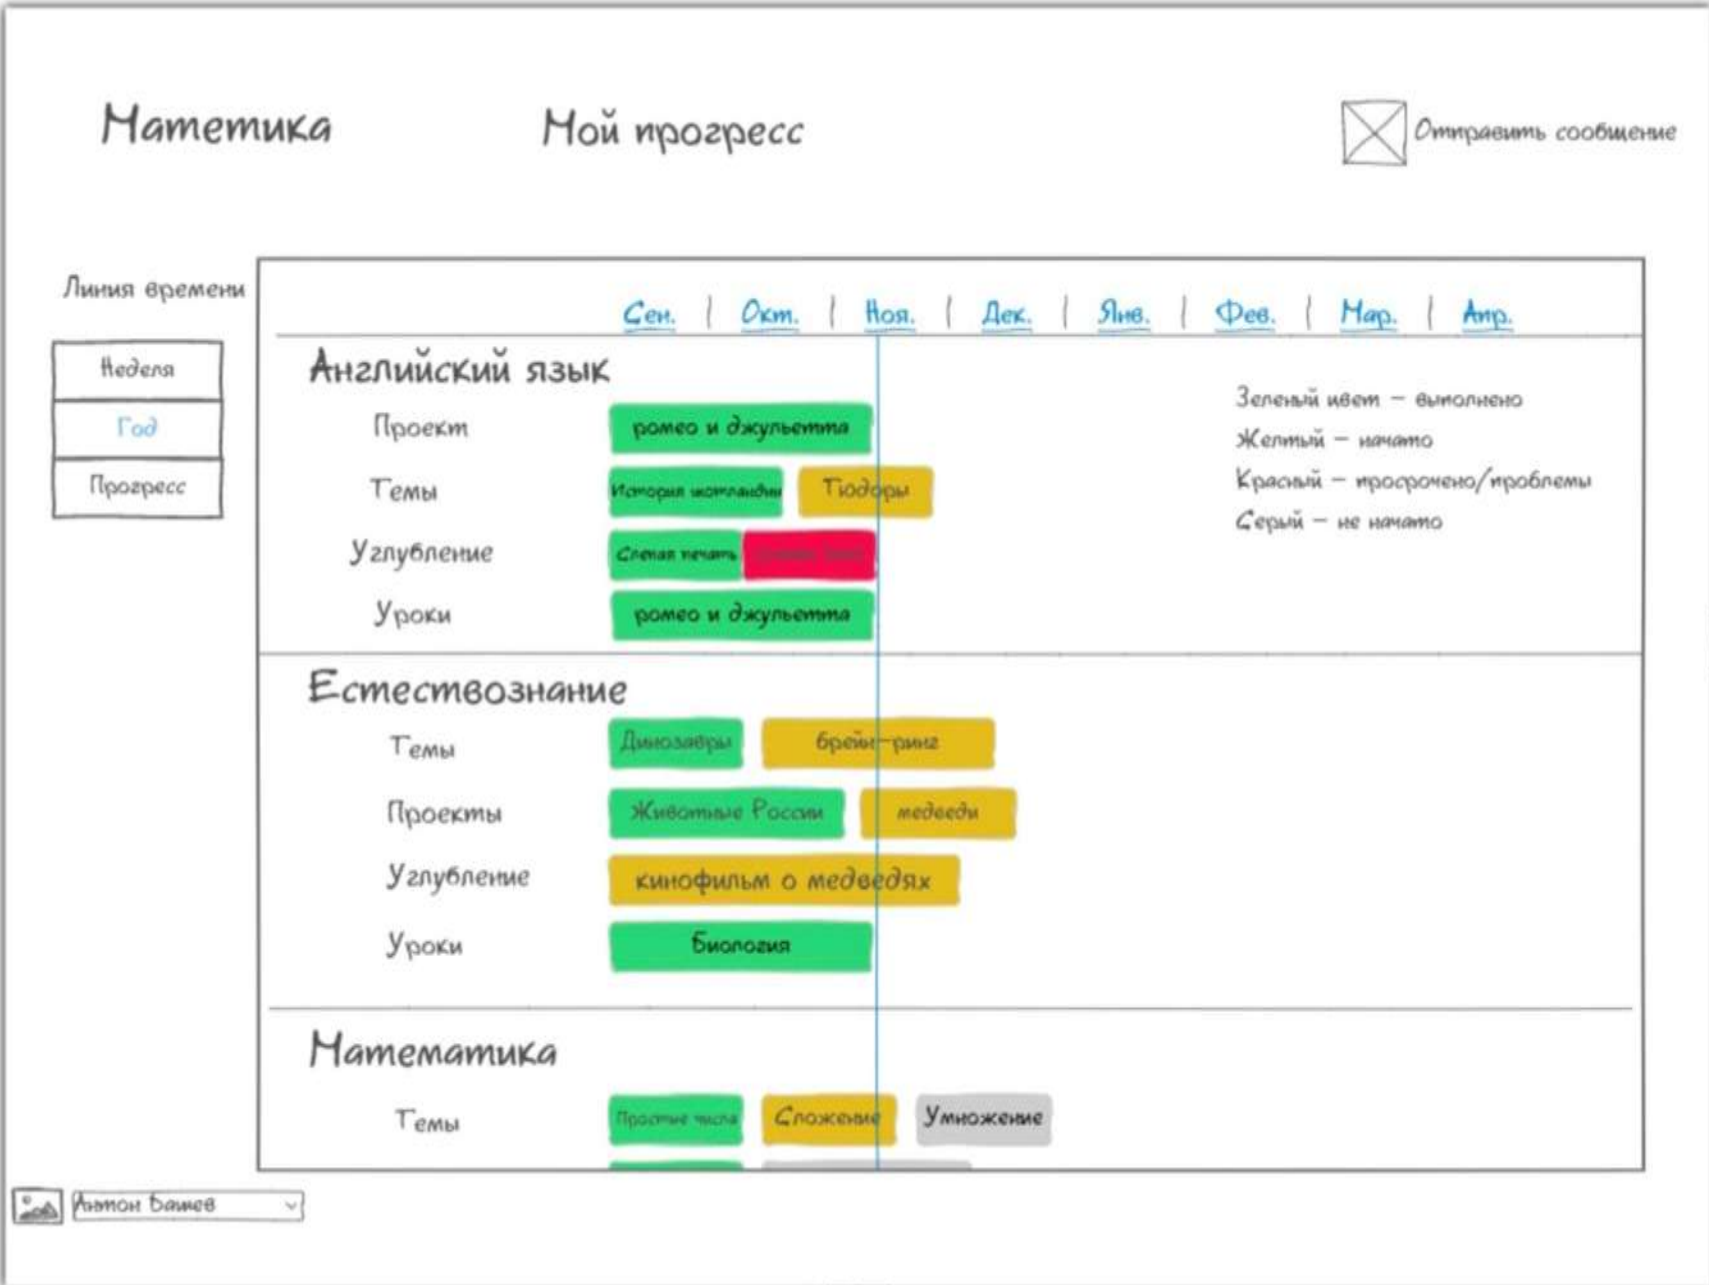 Матетика
Мой прогресс
Отправить сообщение
Линия времени
Неделя
Год
Прогресс
Сен. | Окт. | Ноя. | Дек. | Янв. | Фев. | Мар. | Апр.
Английский язык
Проект ромео и джульетта
Темы История шотландии Тюдоры
Углубление Слепая печать
Уроки ромео и джульетта
Зеленый цвет – выполнено
Желтый – начато
Красный – просрочено/проблемы
Серый – не начато
Естествознание
Темы Динозавры брейн-ринг
Проекты Животные России медведи
Углубление кинофильм о медведях
Уроки Биология
Математика
Темы Простые числа Сложение Умножение
Антон Башев